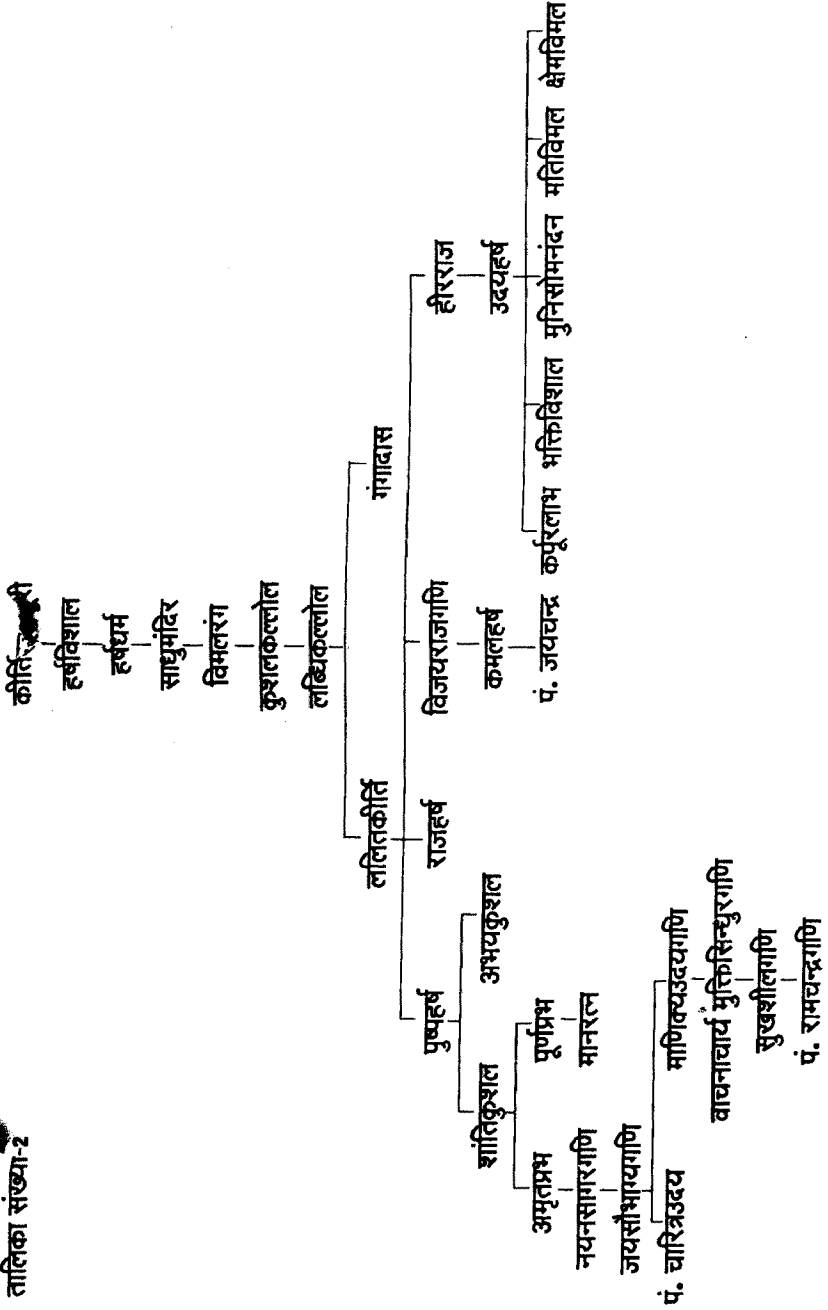 तालिका संख्या-2
कीर्ति
हर्षविशाल
हर्षधर्म
साधुमंदिर
विमलरंग
कुशलकल्लोल
लब्धिकल्लोल
ललितकीर्ति गंगादास
पुष्पहर्ष राजहर्ष विजयराजगणि हीरराज
शांतिकुशल अभयकुशल कमलहर्ष उदयहर्ष
अमृतप्रभ पूर्णप्रभ पं. जयचन्द्र कर्पूरलाभ भक्तिविशाल मुनिसोमनंदन मतिविमल क्षेमविमल
नयनसागरगणि मानरत्न
जयसौभाग्यगणि
पं. चारित्रउदय माणिक्यउदयगणि
वाचनाचार्य मुक्तिसिन्धुरगणि
सुखशीलगणि
पं. रामचन्द्रगणि